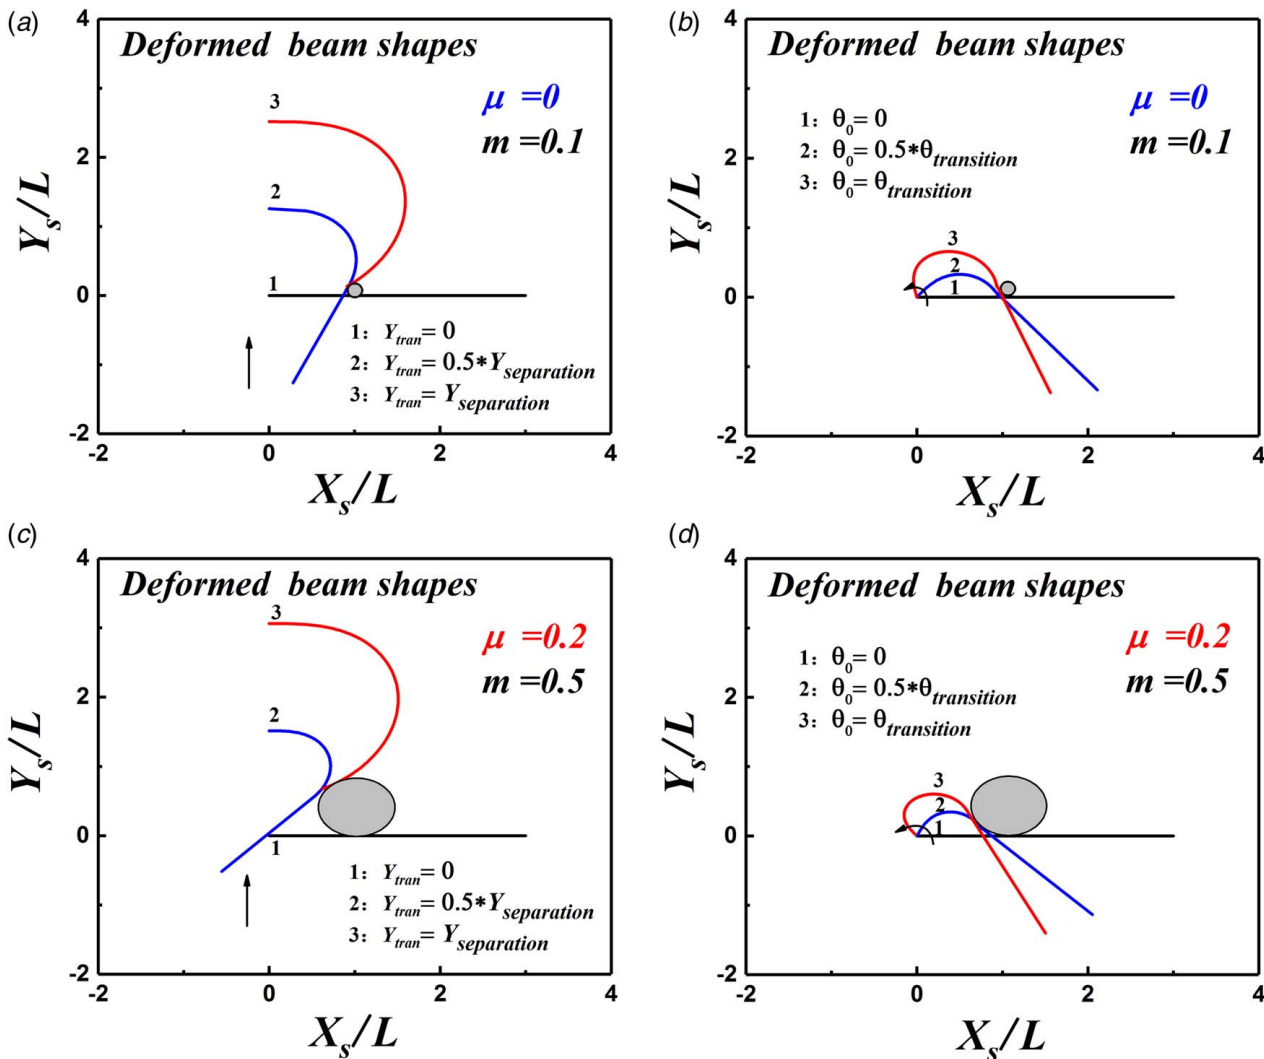 (a)
4
Deformed beam shapes
μ =0
m =0.1
3
2
2
1
0
1: Y_tran= 0
2: Y_tran= 0.5*Y_separation
3: Y_tran= Y_separation
-2
-2 0 2 4
Y_s/L
X_s/L
(b)
4
Deformed beam shapes
μ =0
m =0.1
1: θ_0= 0
2: θ_0= 0.5*θ_transition
3: θ_0= θ_transition
2
3
2
1
0
-2
-2 0 2 4
Y_s/L
X_s/L
(c)
4
Deformed beam shapes
3
μ =0.2
m =0.5
2
2
0
1
1: Y_tran= 0
2: Y_tran= 0.5*Y_separation
3: Y_tran= Y_separation
-2
-2 0 2 4
Y_s/L
X_s/L
(d)
4
Deformed beam shapes
μ =0.2
m =0.5
1: θ_0= 0
2: θ_0= 0.5*θ_transition
3: θ_0= θ_transition
2
3
2
1
0
-2
-2 0 2 4
Y_s/L
X_s/L